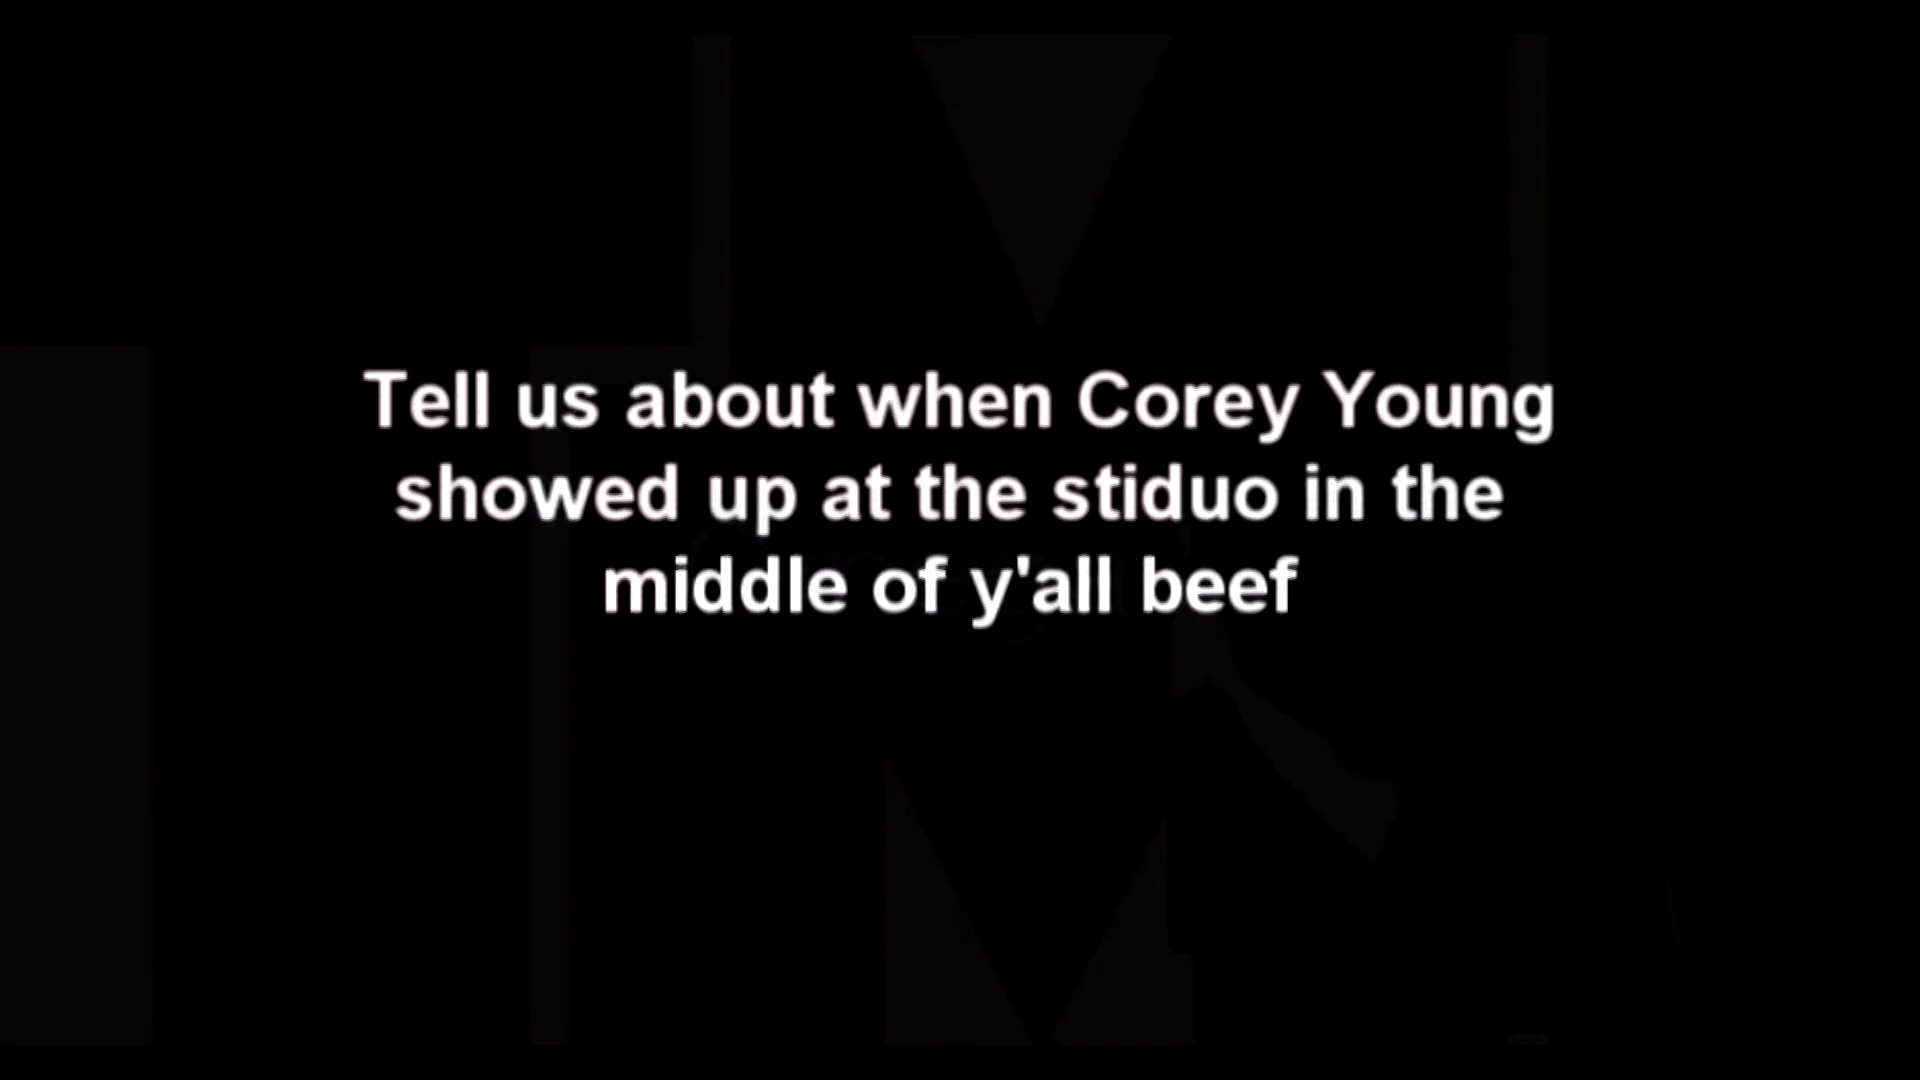 Tell us about when Corey Young
showed up at the stiduo in the
middle of y'all beef